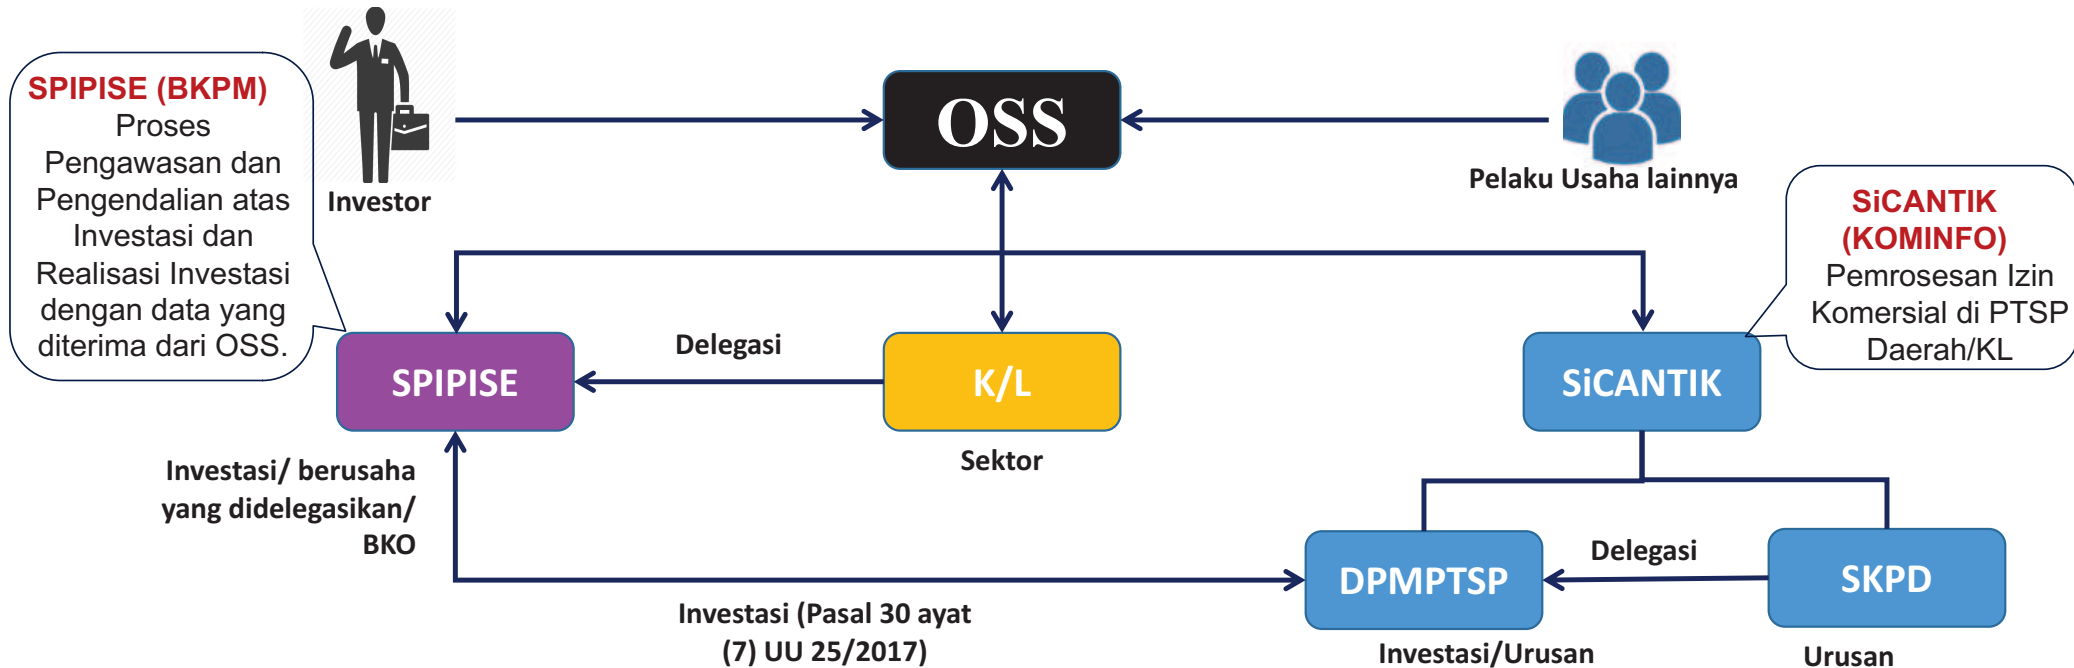 SPIPISE (BKPM)
Proses
Pengawasan dan
Pengendalian atas
Investasi dan
Realisasi Investasi
dengan data yang
diterima dari OSS.
Investor
OSS
Pelaku Usaha lainnya
SiCANTIK
(KOMINFO)
Pemrosesan Izin
Komersial di PTSP
Daerah/KL
SPIPISE
Delegasi
K/L
Sektor
SiCANTIK
Investasi/ berusaha
yang didelegasikan/
BKO
Investasi (Pasal 30 ayat
(7) UU 25/2017)
DPMPTSP
Investasi/Urusan
Delegasi
SKPD
Urusan